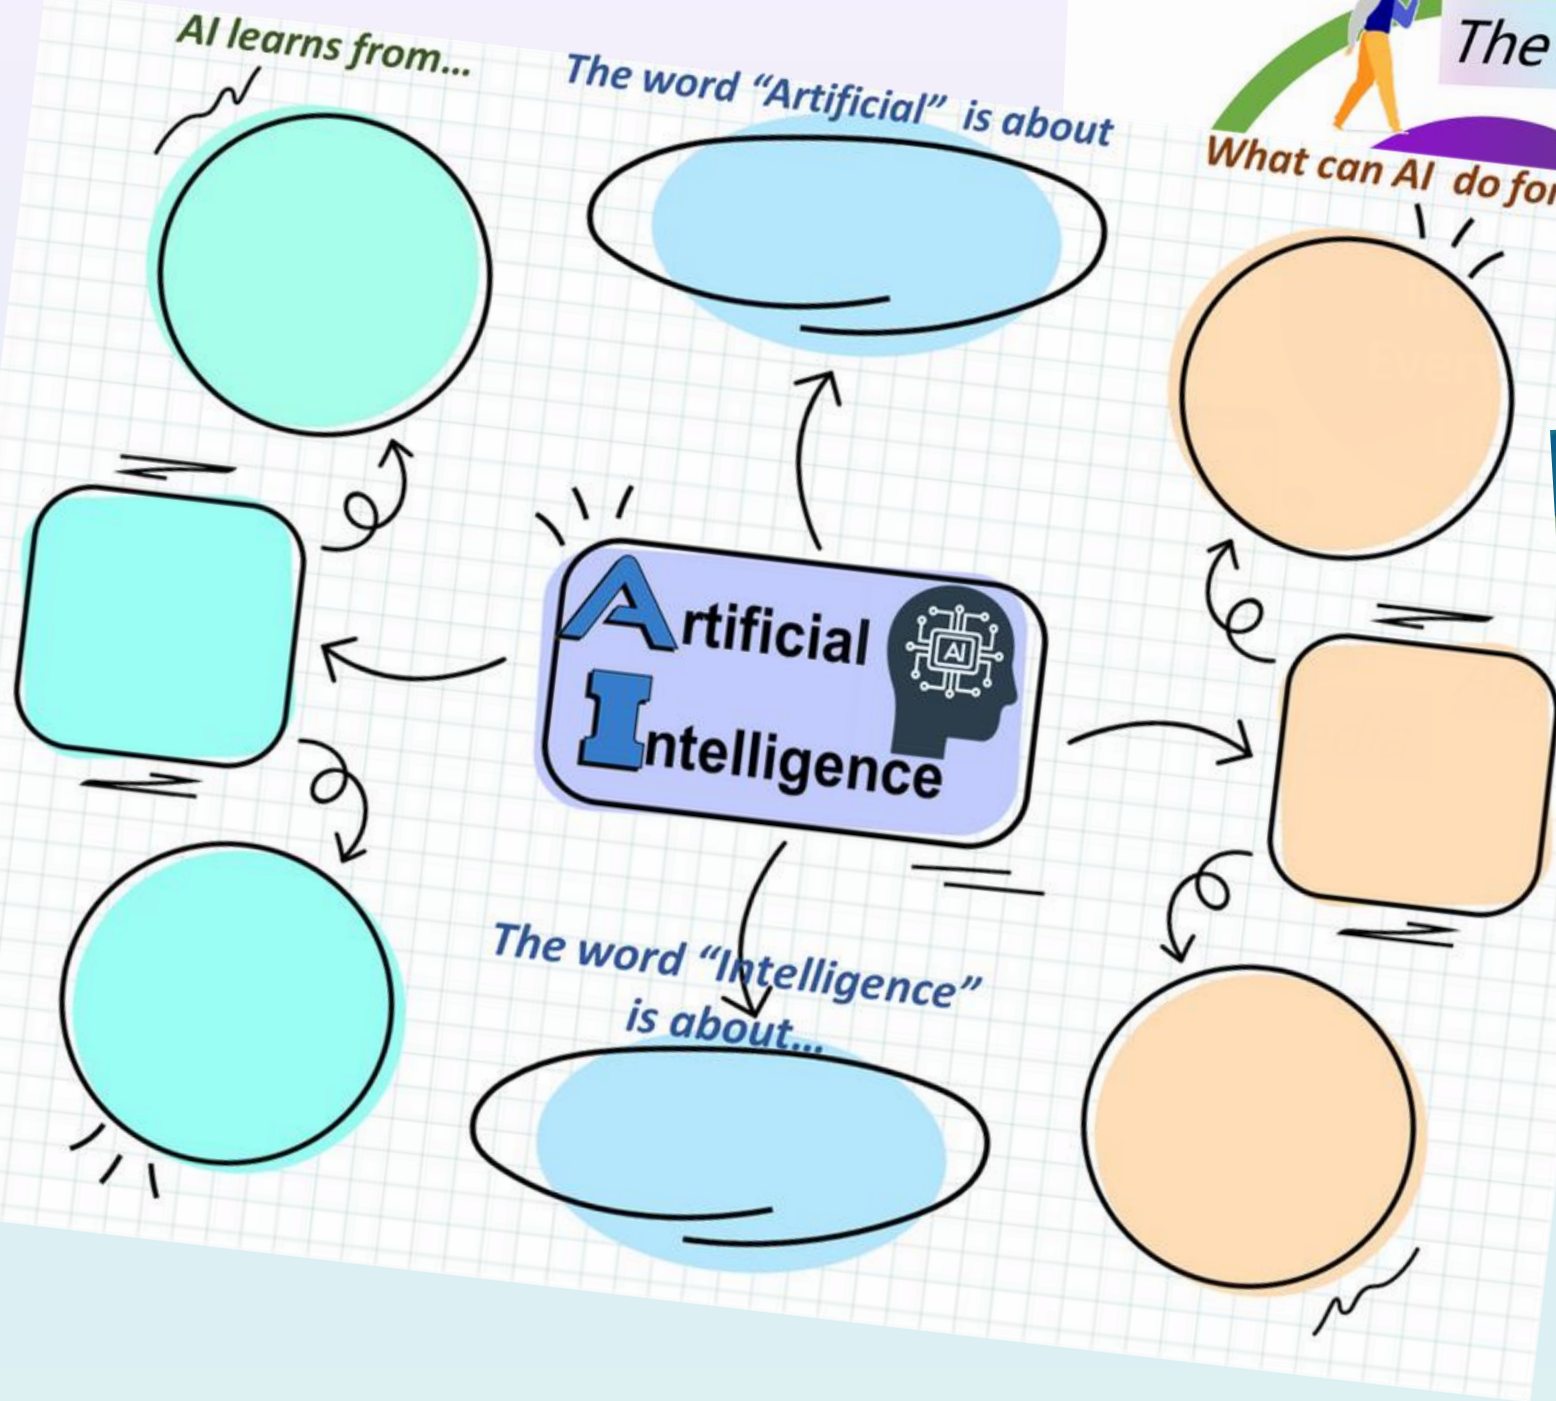 AI learns from...
The word “Artificial” is about
The
What can AI do for
Artificial
AI
Intelligence
The word “Intelligence”
is about...